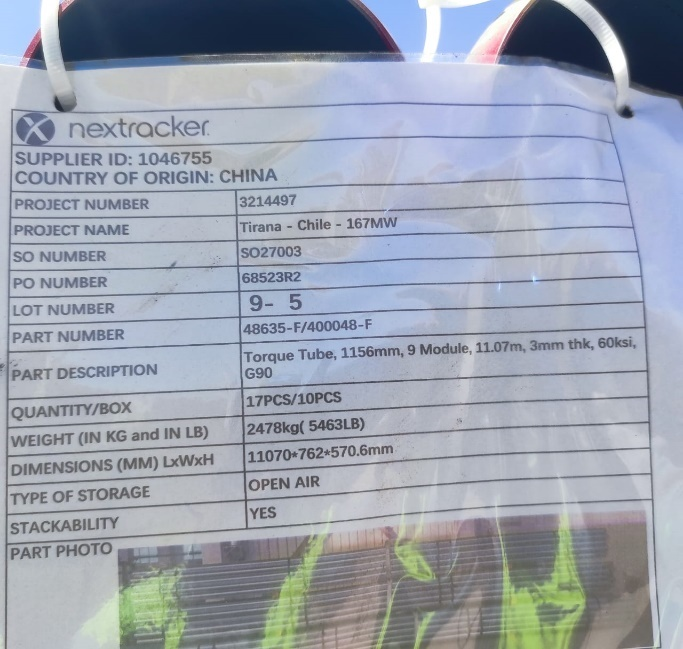 nextracker.
SUPPLIER ID: 1046755
COUNTRY OF ORIGIN: CHINA
PROJECT NUMBER 3214497
PROJECT NAME Tirana - Chile - 167MW
SO NUMBER SO27003
PO NUMBER 68523R2
LOT NUMBER 9- 5
PART NUMBER 48635-F/400048-F
PART DESCRIPTION Torque Tube, 1156mm, 9 Module, 11.07m, 3mm thk, 60ksi,
G90
QUANTITY/BOX 17PCS/10PCS
WEIGHT (IN KG and IN LB) 2478kg( 5463LB)
DIMENSIONS (MM) LxWxH 11070*762*570.6mm
TYPE OF STORAGE OPEN AIR
STACKABILITY YES
PART PHOTO